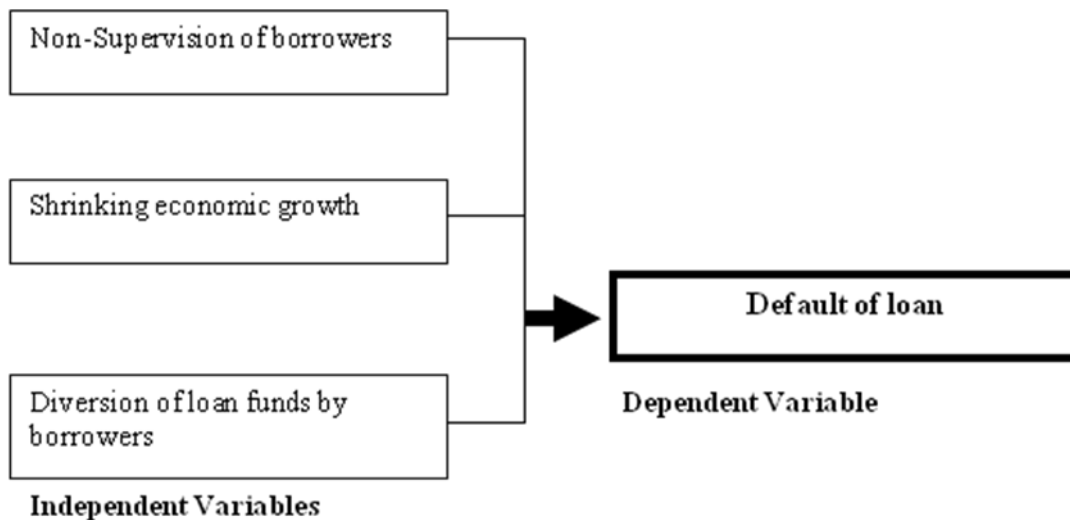 Non-Supervision of borrowers
Shrinking economic growth
Diversion of loan funds by
borrowers
Independent Variables
Default of loan
Dependent Variable